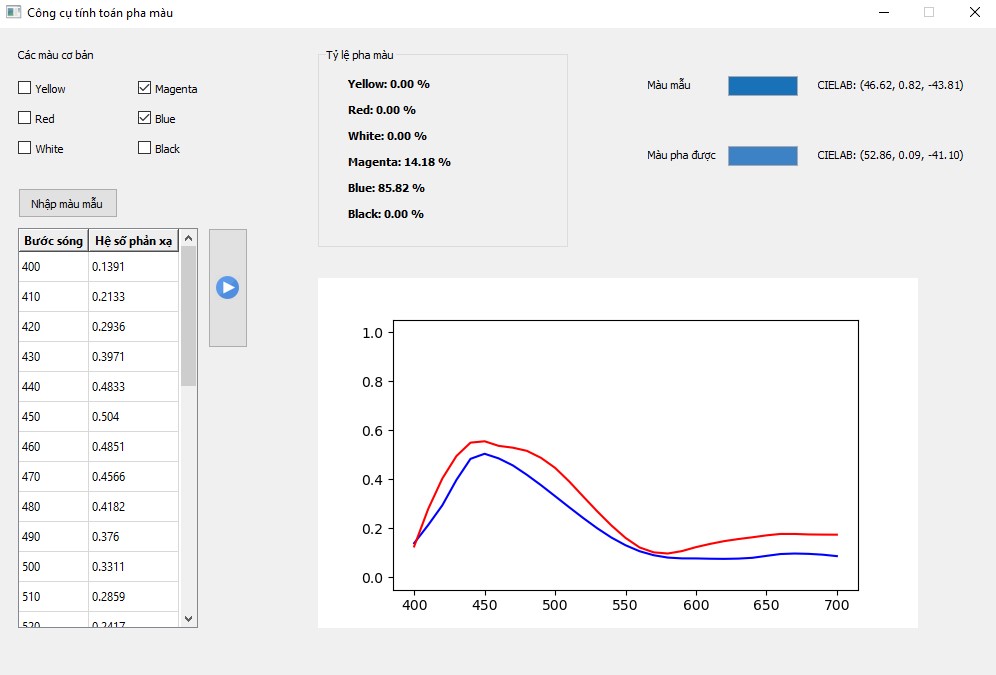 Công cụ tính toán pha màu
Các màu cơ bản
Yellow
Magenta
Red
Blue
White
Black
Nhập màu mẫu
Bước sóng Hệ số phản xạ
400 0.1391
410 0.2133
420 0.2936
430 0.3971
440 0.4833
450 0.504
460 0.4851
470 0.4566
480 0.4182
490 0.376
500 0.3311
510 0.2859
520 0.2417
Tỷ lệ pha màu
Yellow: 0.00 %
Red: 0.00 %
White: 0.00 %
Magenta: 14.18 %
Blue: 85.82 %
Black: 0.00 %
Màu mẫu
CIELAB: (46.62, 0.82, -43.81)
Màu pha được
CIELAB: (52.86, 0.09, -41.10)
1.0
0.8
0.6
0.4
0.2
0.0
400 450 500 550 600 650 700